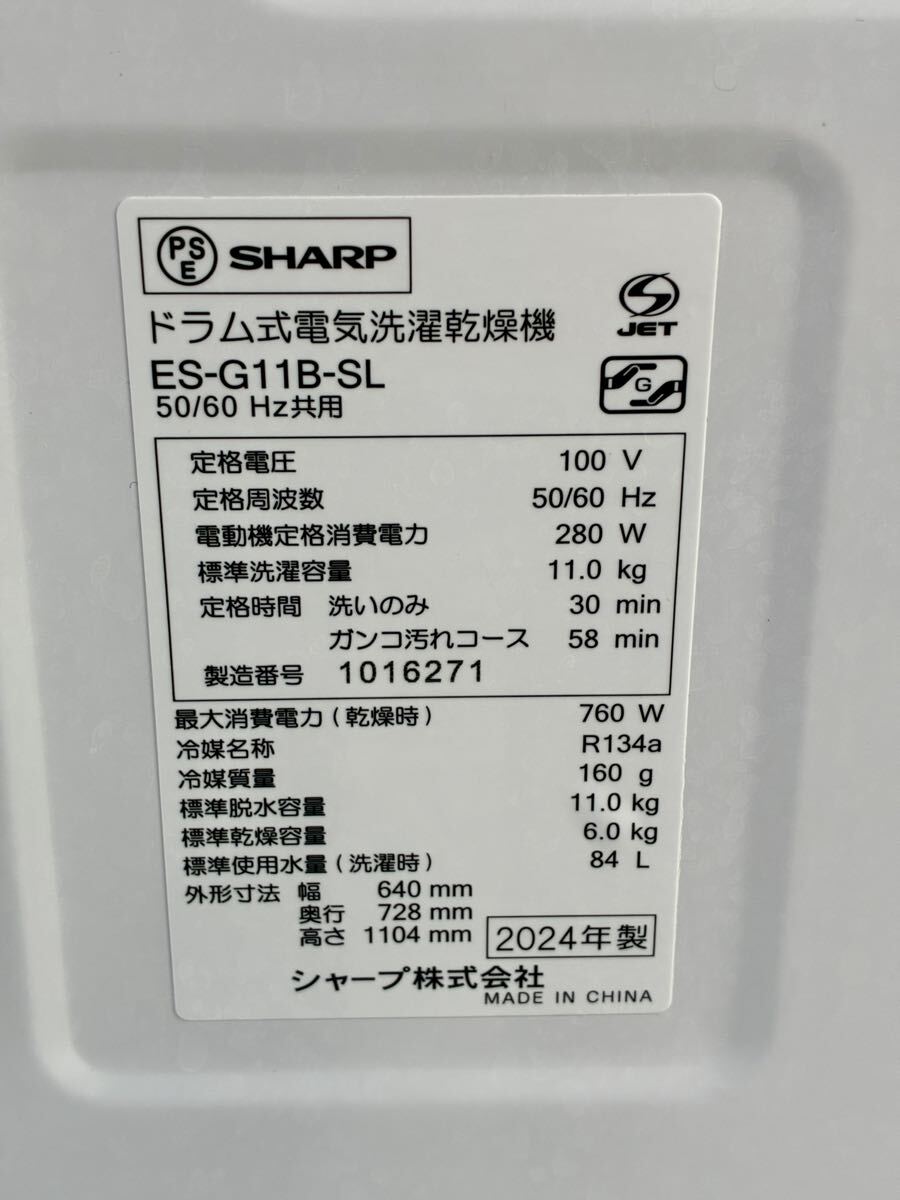 PSE SHARP
JET
ドラム式電気洗濯乾燥機
ES-G11B-SL
G
50/60 Hz共用
定格電圧 100 V
定格周波数 50/60 Hz
電動機定格消費電力 280 W
標準洗濯容量 11.0 kg
定格時間 洗いのみ 30 min
ガンコ汚れコース 58 min
製造番号 1016271
最大消費電力(乾燥時) 760 W
冷媒名称 R134a
冷媒質量 160 g
標準脱水容量 11.0 kg
標準乾燥容量 6.0 kg
標準使用水量(洗濯時) 84 L
外形寸法 幅 640 mm
奥行 728 mm
高さ 1104 mm
2024年製
シャープ株式会社
MADE IN CHINA